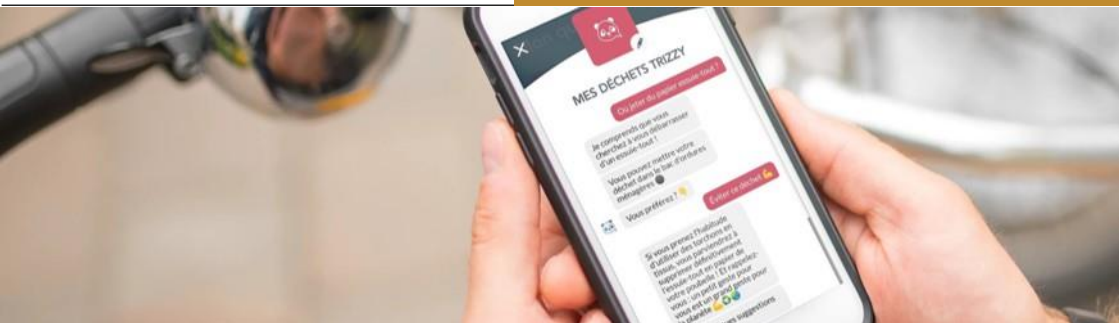 MES DÉCHETS TRIZZY
Où jeter du papier essuie-tout ?
Je comprends que vous
cherchez à vous débarrasser
d'un essuie-tout !
Vous pouvez mettre votre
déchet dans le bac d'ordures
ménagères
Vous préférez ?
Éviter ce déchet
Si vous prenez l'habitude
d'utiliser des torchons en
tissus, vous parviendrez à
supprimer définitivement
l'essuie-tout en papier de
votre poubelle ! Et rappelez-
vous : un petit geste pour
vous est un grand geste pour
la planète
suggestions